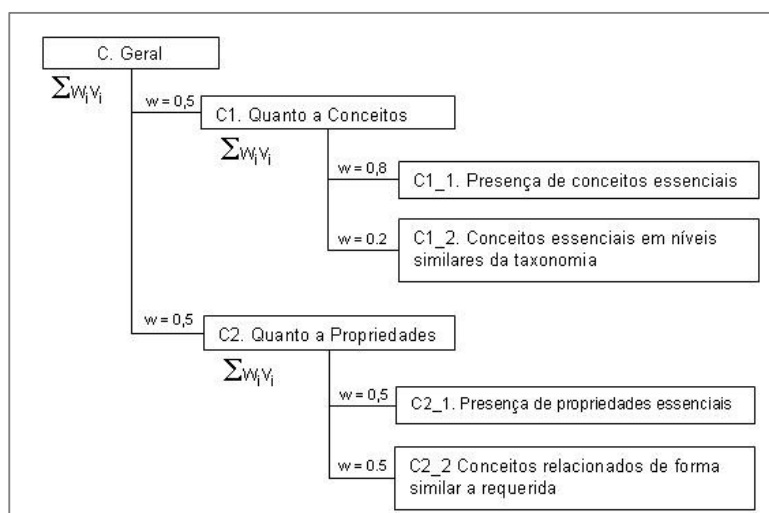 C. Geral
∑wᵢvᵢ
w = 0,5
C1. Quanto a Conceitos
∑wᵢvᵢ
w = 0,8
C1_1. Presença de conceitos essenciais
w = 0.2
C1_2. Conceitos essenciais em níveis
similares da taxonomia
w = 0,5
C2. Quanto a Propriedades
∑wᵢvᵢ
w = 0,5
C2_1. Presença de propriedades essenciais
w = 0.5
C2_2 Conceitos relacionados de forma
similar a requerida